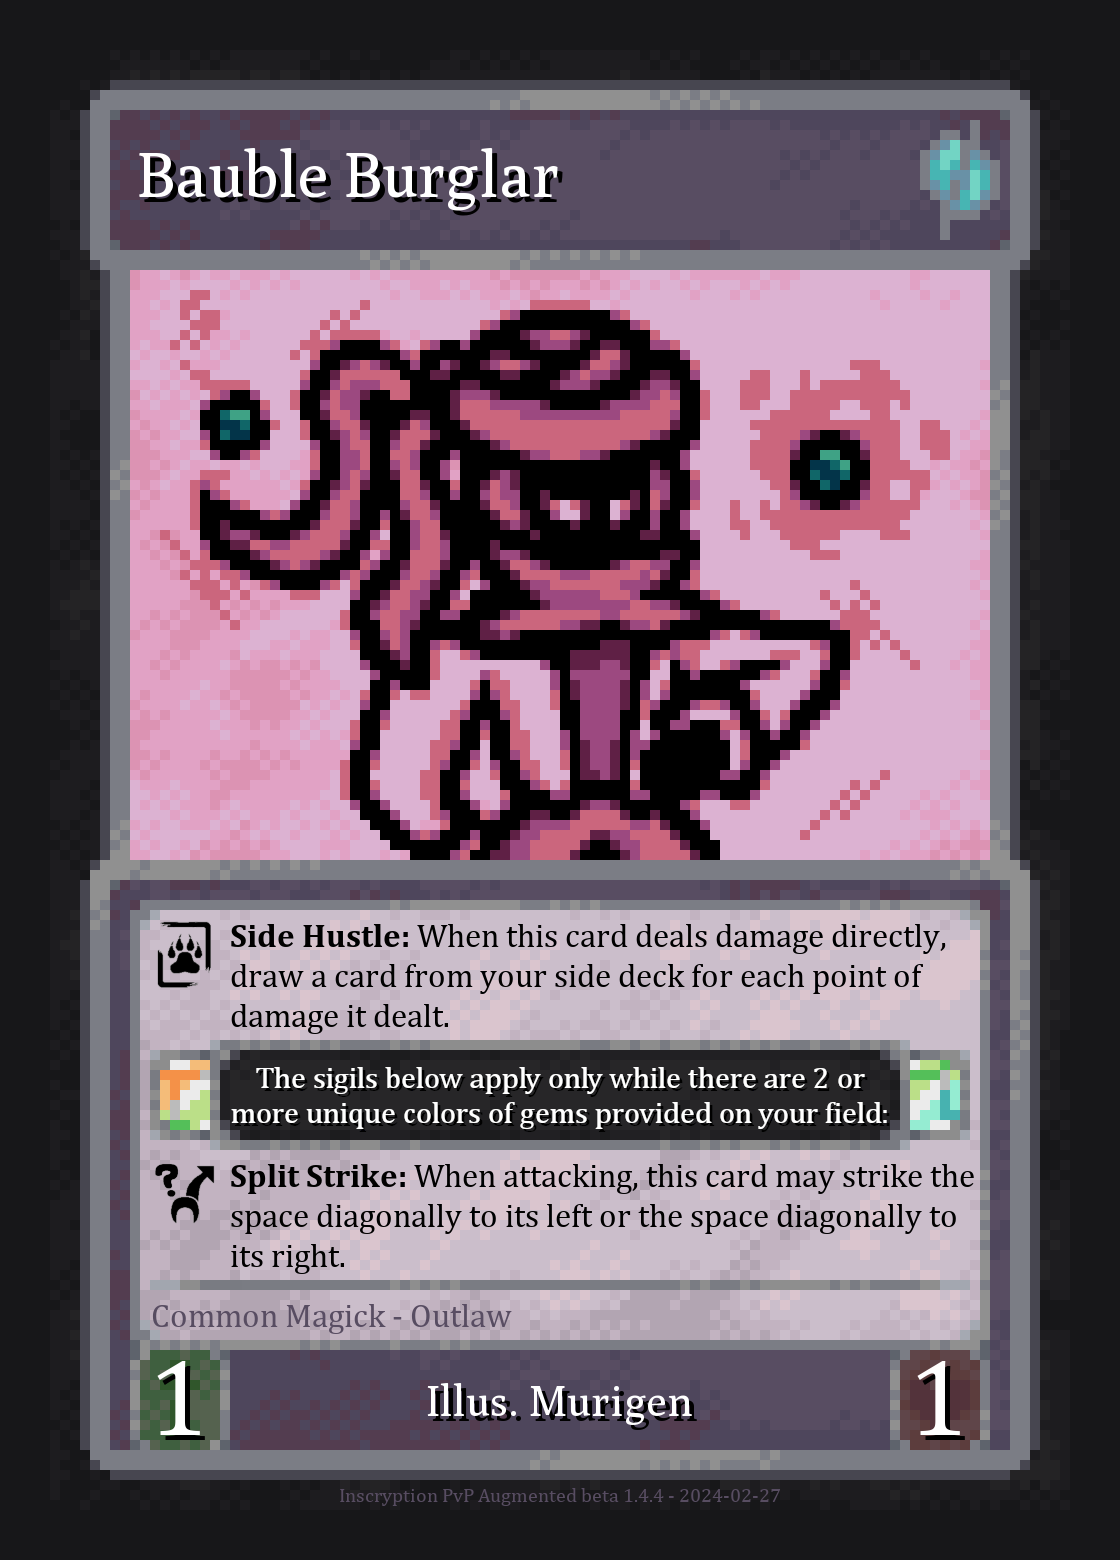 Bauble Burglar
Side Hustle: When this card deals damage directly,
draw a card from your side deck for each point of
damage it dealt.
The sigils below apply only while there are 2 or
more unique colors of gems provided on your field:
Split Strike: When attacking, this card may strike the
space diagonally to its left or the space diagonally to
its right.
Common Magick - Outlaw
1
Illus. Murigen
1
Inscryption PvP Augmented beta 1.4.4 - 2024-02-27